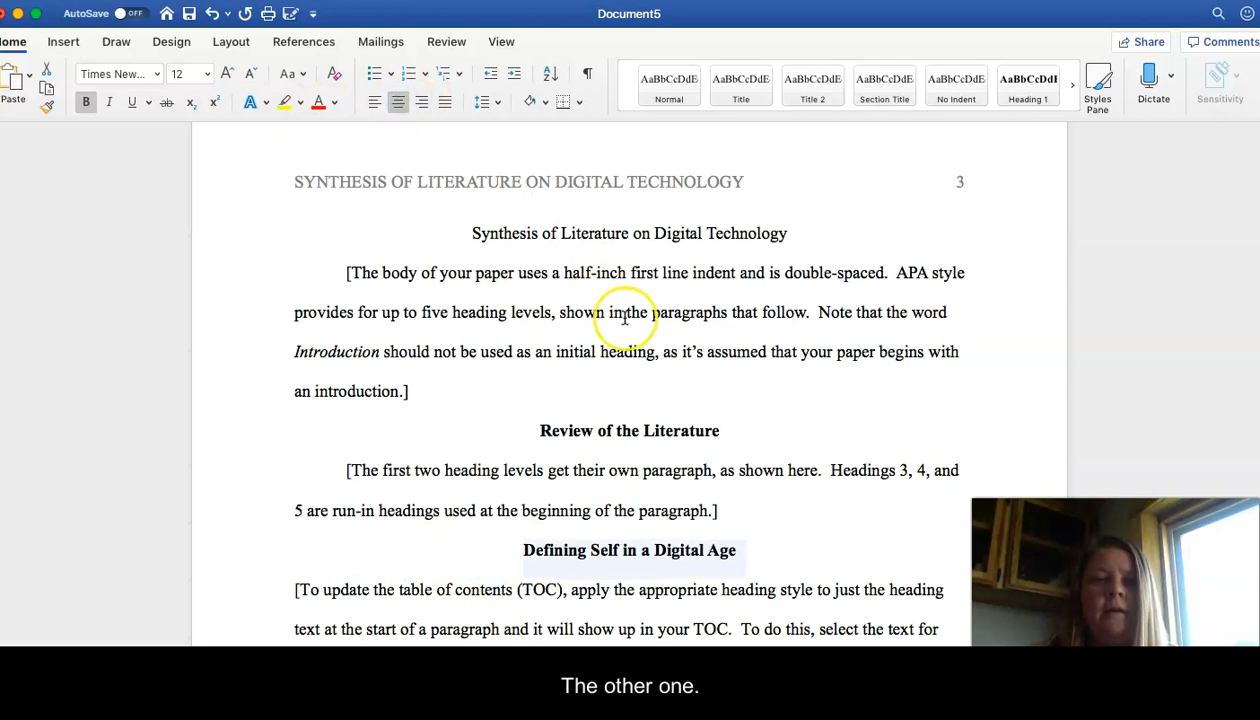 AutoSave OFF Document5
Home Insert Draw Design Layout References Mailings Review View Share Comments
Times New... 12 Aa
Paste
B I U ab x₂ x² A A
AaBbCcDdE AaBbCcDdE AaBbCcDdE AaBbCcDdE AaBbCcDdE AaBbCcDdI
Normal Title Title 2 Section Title No Indent Heading 1
Styles Pane Dictate Sensitivity
SYNTHESIS OF LITERATURE ON DIGITAL TECHNOLOGY 3
Synthesis of Literature on Digital Technology
[The body of your paper uses a half-inch first line indent and is double-spaced. APA style
provides for up to five heading levels, shown in the paragraphs that follow. Note that the word
Introduction should not be used as an initial heading, as it’s assumed that your paper begins with
an introduction.]
Review of the Literature
[The first two heading levels get their own paragraph, as shown here. Headings 3, 4, and
5 are run-in headings used at the beginning of the paragraph.]
Defining Self in a Digital Age
[To update the table of contents (TOC), apply the appropriate heading style to just the heading
text at the start of a paragraph and it will show up in your TOC. To do this, select the text for
The other one.